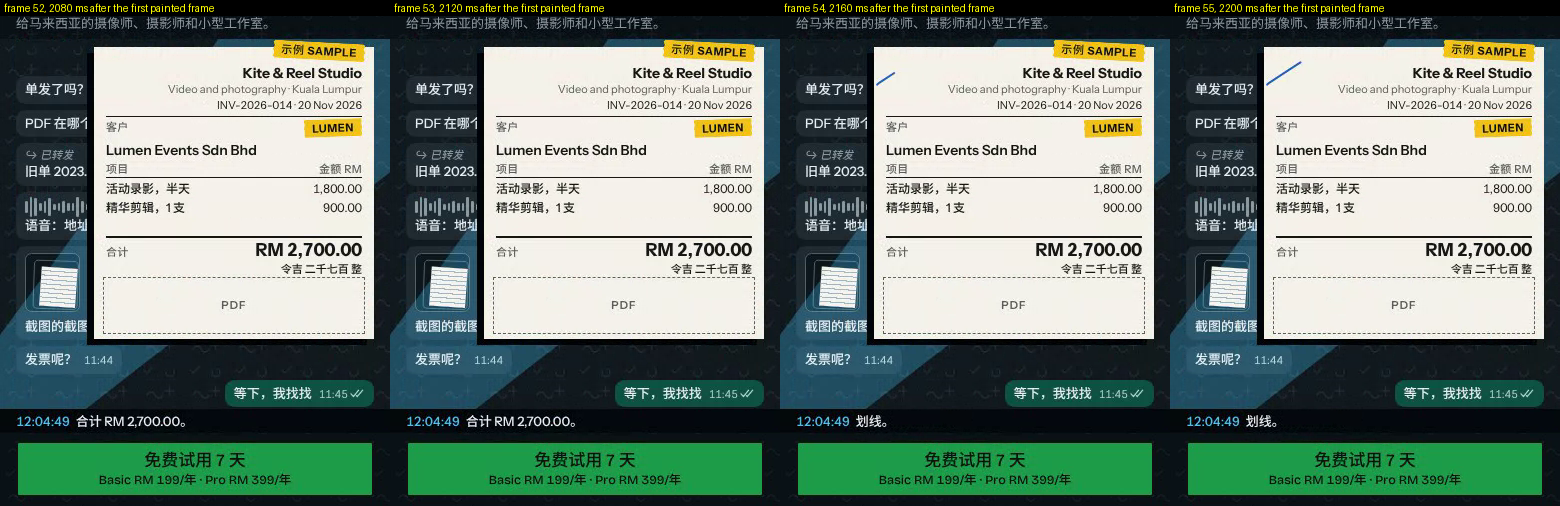 frame 52, 2080 ms after the first painted frame
给马来西亚的摄像师、摄影师和小型工作室。
示例 SAMPLE
Kite & Reel Studio
Video and photography · Kuala Lumpur
INV-2026-014 · 20 Nov 2026
客户
LUMEN
Lumen Events Sdn Bhd
项目 金额 RM
活动录影，半天 1,800.00
精华剪辑，1支 900.00
合计 RM 2,700.00
令吉 二千七百 整
PDF
单发了吗？
PDF 在哪个
已转发
旧单 2023.
语音：地址
截图的截图
发票呢？ 11:44
等下，我找找 11:45
12:04:49 合计 RM 2,700.00。
免费试用 7 天
Basic RM 199/年 · Pro RM 399/年
frame 53, 2120 ms after the first painted frame
给马来西亚的摄像师、摄影师和小型工作室。
示例 SAMPLE
Kite & Reel Studio
Video and photography · Kuala Lumpur
INV-2026-014 · 20 Nov 2026
客户
LUMEN
Lumen Events Sdn Bhd
项目 金额 RM
活动录影，半天 1,800.00
精华剪辑，1支 900.00
合计 RM 2,700.00
令吉 二千七百 整
PDF
单发了吗？
PDF 在哪个
已转发
旧单 2023.
语音：地址
截图的截图
发票呢？ 11:44
等下，我找找 11:45
12:04:49 合计 RM 2,700.00。
免费试用 7 天
Basic RM 199/年 · Pro RM 399/年
frame 54, 2160 ms after the first painted frame
给马来西亚的摄像师、摄影师和小型工作室。
示例 SAMPLE
Kite & Reel Studio
Video and photography · Kuala Lumpur
INV-2026-014 · 20 Nov 2026
客户
LUMEN
Lumen Events Sdn Bhd
项目 金额 RM
活动录影，半天 1,800.00
精华剪辑，1支 900.00
合计 RM 2,700.00
令吉 二千七百 整
PDF
单发了吗？
PDF 在哪个
已转发
旧单 2023.
语音：地址
截图的截图
发票呢？ 11:44
等下，我找找 11:45
12:04:49 划线。
免费试用 7 天
Basic RM 199/年 · Pro RM 399/年
frame 55, 2200 ms after the first painted frame
给马来西亚的摄像师、摄影师和小型工作室。
示例 SAMPLE
Kite & Reel Studio
Video and photography · Kuala Lumpur
INV-2026-014 · 20 Nov 2026
客户
LUMEN
Lumen Events Sdn Bhd
项目 金额 RM
活动录影，半天 1,800.00
精华剪辑，1支 900.00
合计 RM 2,700.00
令吉 二千七百 整
PDF
单发了吗？
PDF 在哪个
已转发
旧单 2023.
语音：地址
截图的截图
发票呢？ 11:44
等下，我找找 11:45
12:04:49 划线。
免费试用 7 天
Basic RM 199/年 · Pro RM 399/年